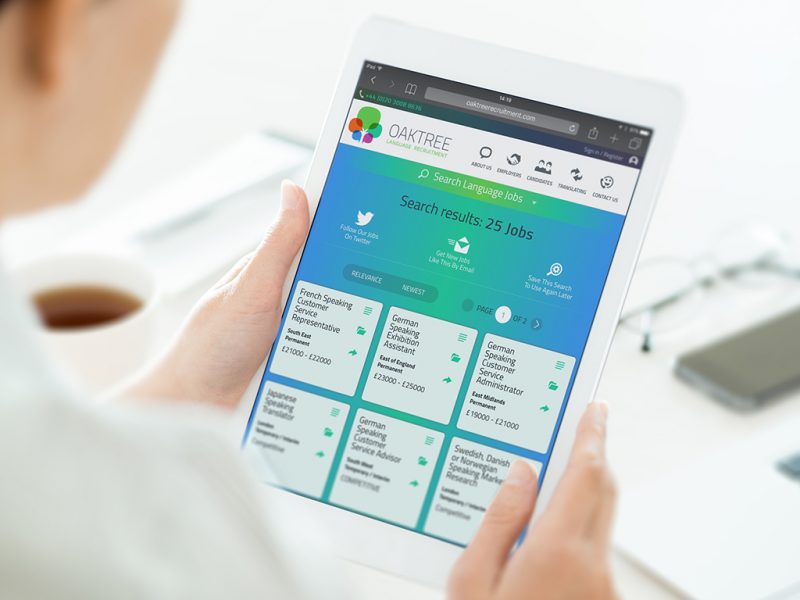 iPad
14:19
oaktreerecruitment.com
+44 (0)20 3008 8636
Sign in / Register
OAKTREE
LANGUAGE RECRUITMENT
ABOUT US
EMPLOYERS
CANDIDATES
TRANSLATING
CONTACT US
Search Language Jobs
Search results: 25 Jobs
Follow Our Jobs
On Twitter
Get New Jobs
Like This By Email
Save This Search
To Use Again Later
RELEVANCE NEWEST
PAGE 1 OF 2
French Speaking
Customer
Service
Representative
South East
Permanent
£21000 - £22000
German
Speaking
Exhibition
Assistant
East of England
Permanent
£23000 - £25000
German
Speaking
Customer
Service
Administrator
East Midlands
Permanent
£19000 - £21000
Japanese
Speaking
Translator
London
Temporary / Interim
Competitive
German
Speaking
Customer
Service Advisor
South West
Temporary / Interim
COMPETITIVE
Swedish, Danish
or Norwegian
Speaking Market
Research
London
Temporary / Interim
Competitive